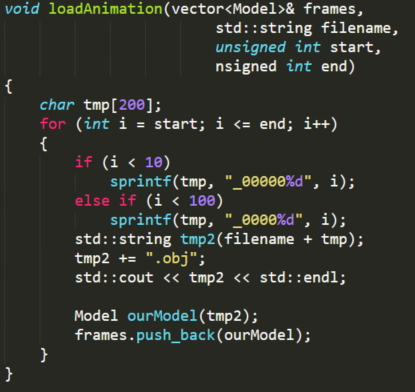 void loadAnimation(vector<Model>& frames,
std::string filename,
unsigned int start,
nsigned int end)
{
char tmp[200];
for (int i = start; i <= end; i++)
{
if (i < 10)
sprintf(tmp, "_00000%d", i);
else if (i < 100)
sprintf(tmp, "_0000%d", i);
std::string tmp2(filename + tmp);
tmp2 += ".obj";
std::cout << tmp2 << std::endl;
Model ourModel(tmp2);
frames.push_back(ourModel);
}
}